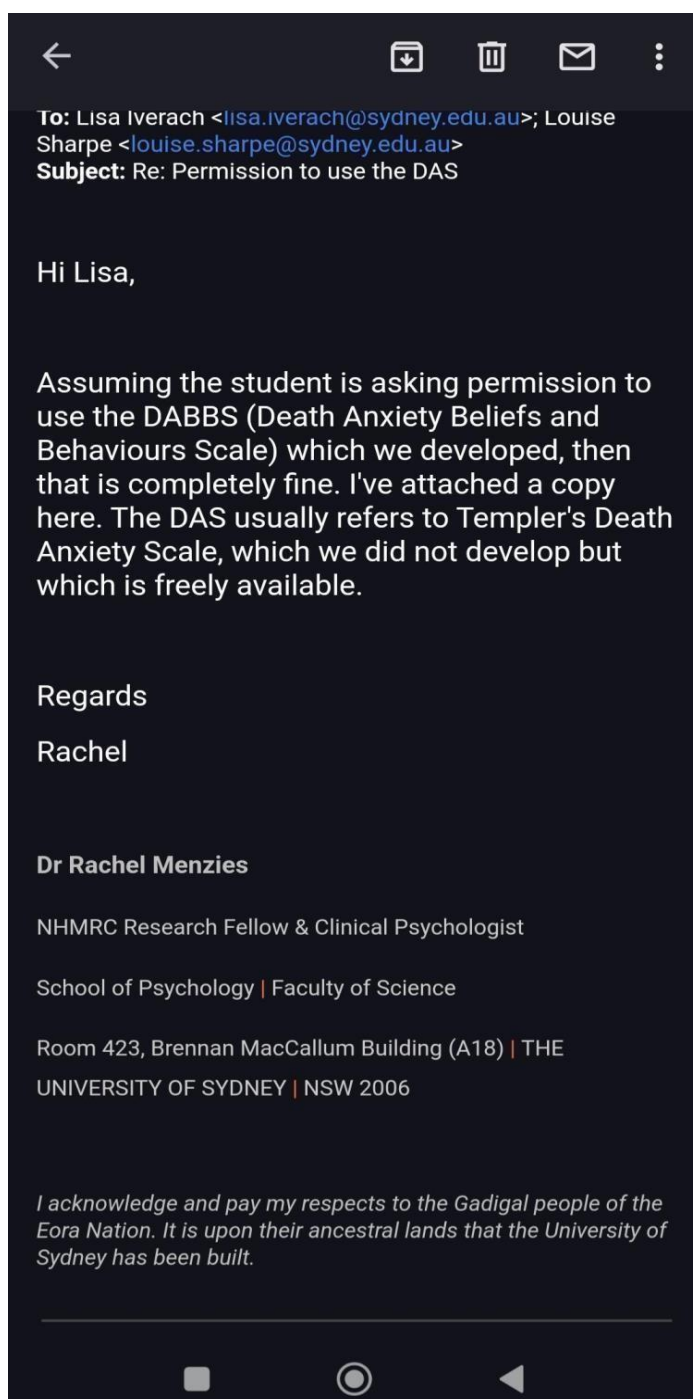 To: Lisa Iverach <lisa.iverach@sydney.edu.au>; Louise
Sharpe <louise.sharpe@sydney.edu.au>
Subject: Re: Permission to use the DAS
Hi Lisa,
Assuming the student is asking permission to
use the DABBS (Death Anxiety Beliefs and
Behaviours Scale) which we developed, then
that is completely fine. I've attached a copy
here. The DAS usually refers to Templer's Death
Anxiety Scale, which we did not develop but
which is freely available.
Regards
Rachel
Dr Rachel Menzies
NHMRC Research Fellow & Clinical Psychologist
School of Psychology | Faculty of Science
Room 423, Brennan MacCallum Building (A18) | THE
UNIVERSITY OF SYDNEY | NSW 2006
I acknowledge and pay my respects to the Gadigal people of the
Eora Nation. It is upon their ancestral lands that the University of
Sydney has been built.